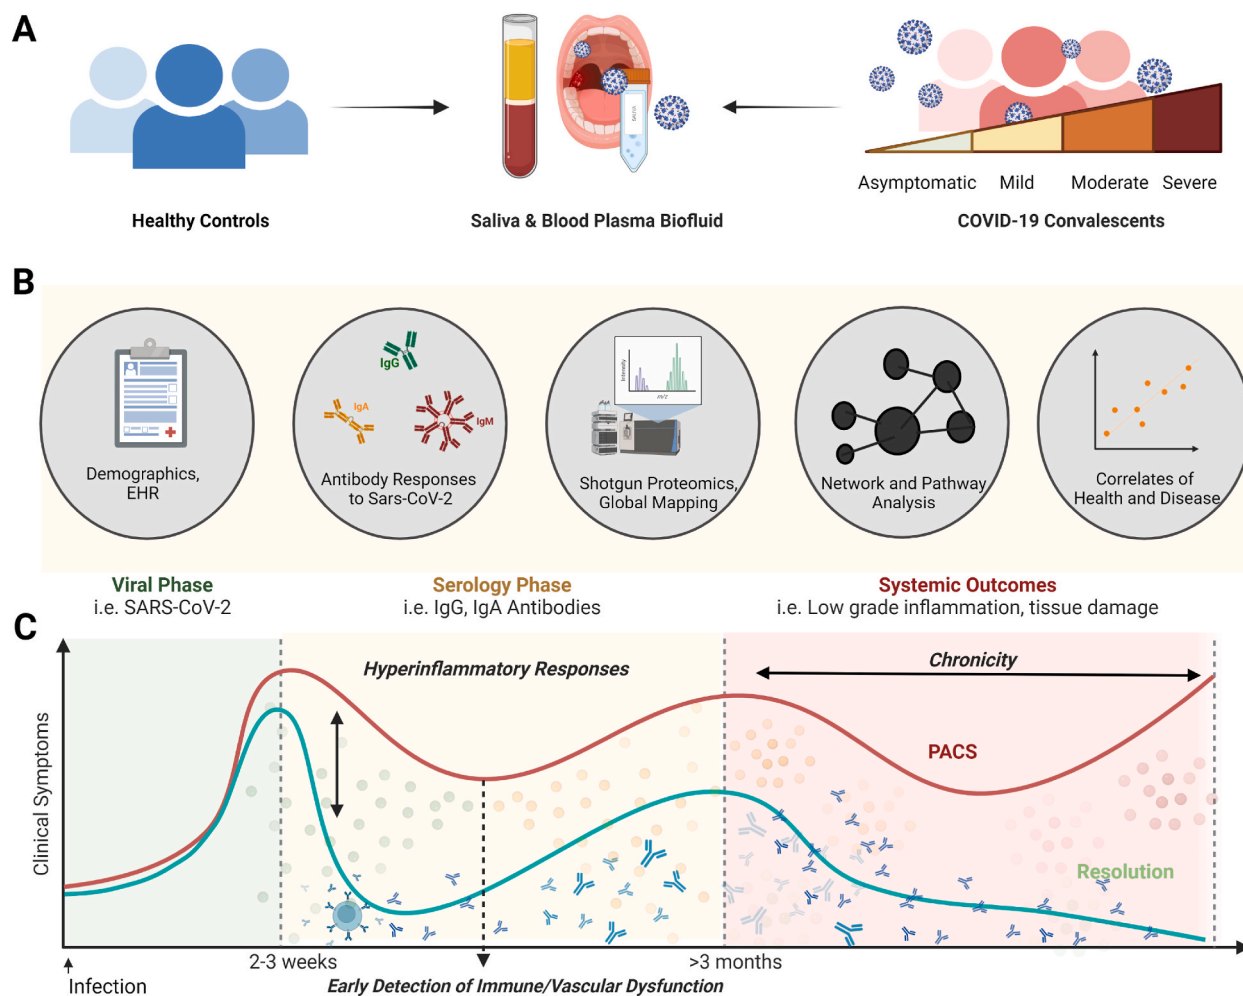 A
SALIVA
Asymptomatic
Mild
Moderate
Severe
Healthy Controls
Saliva & Blood Plasma Biofluid
COVID-19 Convalescents
B
IgG
IgA
IgM
Intensity
m/z
Demographics,
EHR
Antibody Responses
to Sars-CoV-2
Shotgun Proteomics,
Global Mapping
Network and Pathway
Analysis
Correlates of
Health and Disease
Viral Phase
i.e. SARS-CoV-2
Serology Phase
i.e. IgG, IgA Antibodies
Systemic Outcomes
i.e. Low grade inflammation, tissue damage
C
Clinical Symptoms
Hyperinflammatory Responses
Chronicity
PACS
Resolution
2-3 weeks
>3 months
Infection
Early Detection of Immune/Vascular Dysfunction